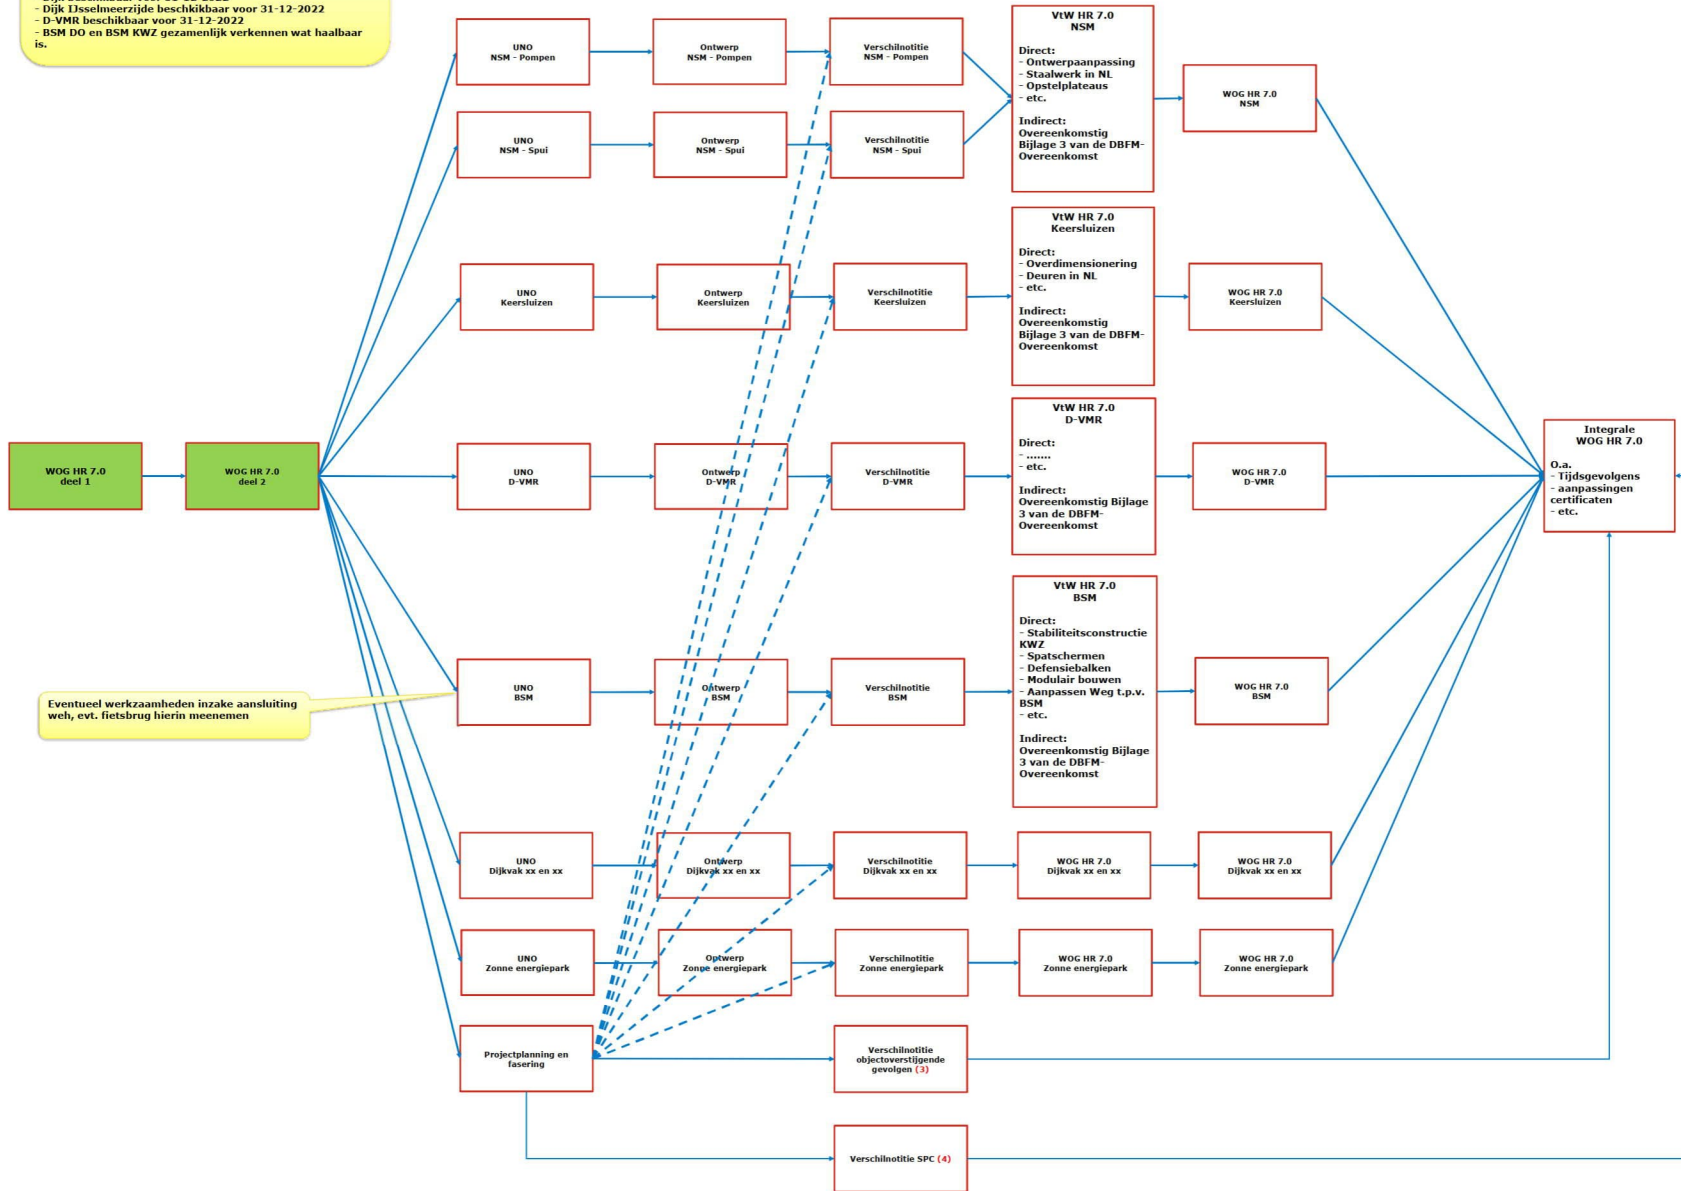 - Dijk IJsselmeerzijde beschkikbaar voor 31-12-2022
- D-VMR beschikbaar voor 31-12-2022
- BSM DO en BSM KWZ gezamenlijk verkennen wat haalbaar
is.
UNO
NSM - Pompen
Ontwerp
NSM - Pompen
Verschilnotitie
NSM - Pompen
VtW HR 7.0
NSM
Direct:
- Ontwerpaanpassing
- Staalwerk in NL
- Opstelplateaus
- etc.
Indirect:
Overeenkomstig
Bijlage 3 van de DBFM-
Overeenkomst
WOG HR 7.0
NSM
UNO
NSM - Spui
Ontwerp
NSM - Spui
Verschilnotitie
NSM - Spui
UNO
Keersluizen
Ontwerp
Keersluizen
Verschilnotitie
Keersluizen
VtW HR 7.0
Keersluizen
Direct:
- Overdimensionering
- Deuren in NL
- etc.
Indirect:
Overeenkomstig
Bijlage 3 van de DBFM-
Overeenkomst
WOG HR 7.0
Keersluizen
WOG HR 7.0
deel 1
WOG HR 7.0
deel 2
UNO
D-VMR
Ontwerp
D-VMR
Verschilnotitie
D-VMR
VtW HR 7.0
D-VMR
Direct:
- .......
- etc.
Indirect:
Overeenkomstig Bijlage
3 van de DBFM-
Overeenkomst
WOG HR 7.0
D-VMR
Integrale
WOG HR 7.0
O.a.
- Tijdsgevolgen
- aanpassingen
certificaten
- etc.
Eventueel werkzaamheden inzake aansluiting
weh, evt. fietsbrug hierin meenemen
UNO
BSM
Ontwerp
BSM
Verschilnotitie
BSM
VtW HR 7.0
BSM
Direct:
- Stabiliteitsconstructie
KWZ
- Spatschermen
- Defensiebalken
- Modulair bouwen
- Aanpassen Weg t.p.v.
BSM
- etc.
Indirect:
Overeenkomstig Bijlage
3 van de DBFM-
Overeenkomst
WOG HR 7.0
BSM
UNO
Dijkvak xx en xx
Ontwerp
Dijkvak xx en xx
Verschilnotitie
Dijkvak xx en xx
WOG HR 7.0
Dijkvak xx en xx
WOG HR 7.0
Dijkvak xx en xx
UNO
Zonne energiepark
Ontwerp
Zonne energiepark
Verschilnotitie
Zonne energiepark
WOG HR 7.0
Zonne energiepark
WOG HR 7.0
Zonne energiepark
Projectplanning en
fasering
Verschilnotitie
objectoverstijgende
gevolgen (3)
Verschilnotitie SPC (4)